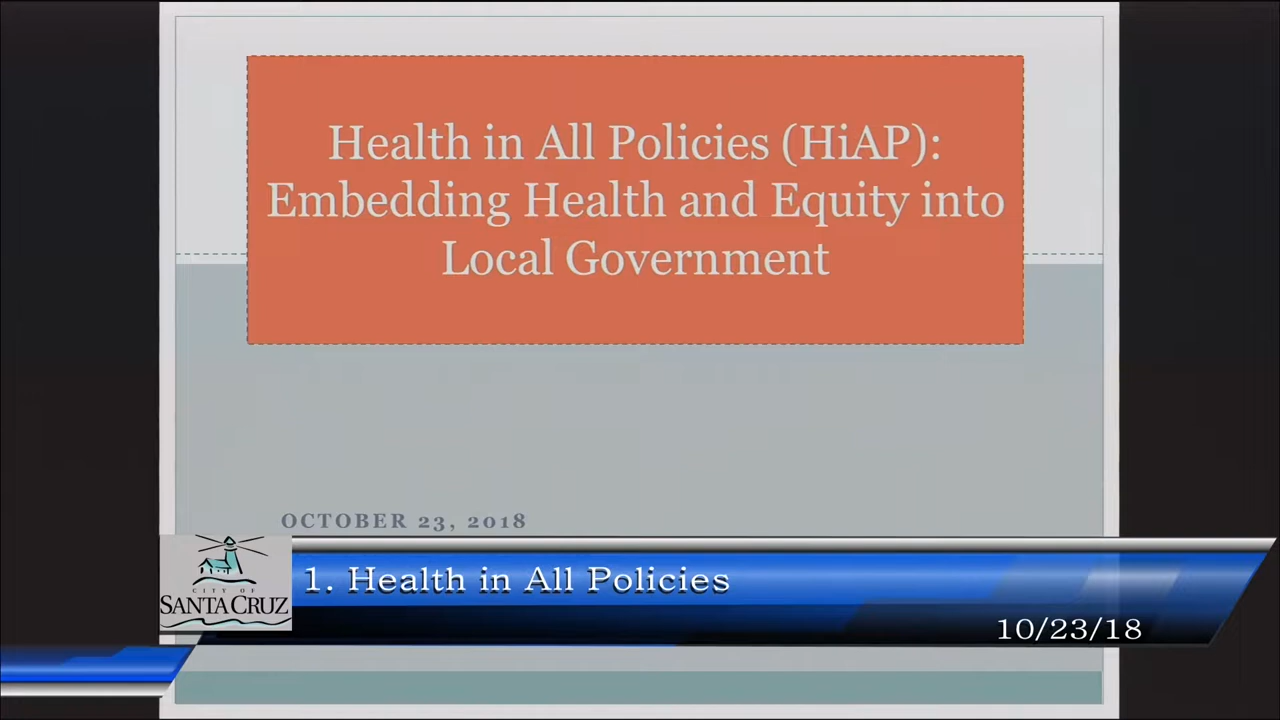 Health in All Policies (HiAP):
Embedding Health and Equity into
Local Government
OCTOBER 23, 2018
CITY OF
SANTA CRUZ
1. Health in All Policies
10/23/18